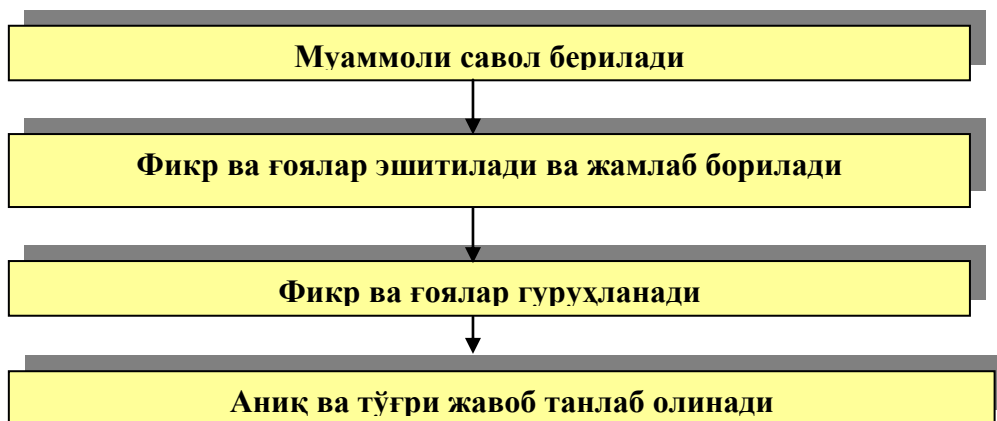 Муаммоли савол берилади
Фикр ва ғоялар эшитилади ва жамлаб борилади
Фикр ва ғоялар гуруҳланади
Аниқ ва тўғри жавоб танлаб олинади